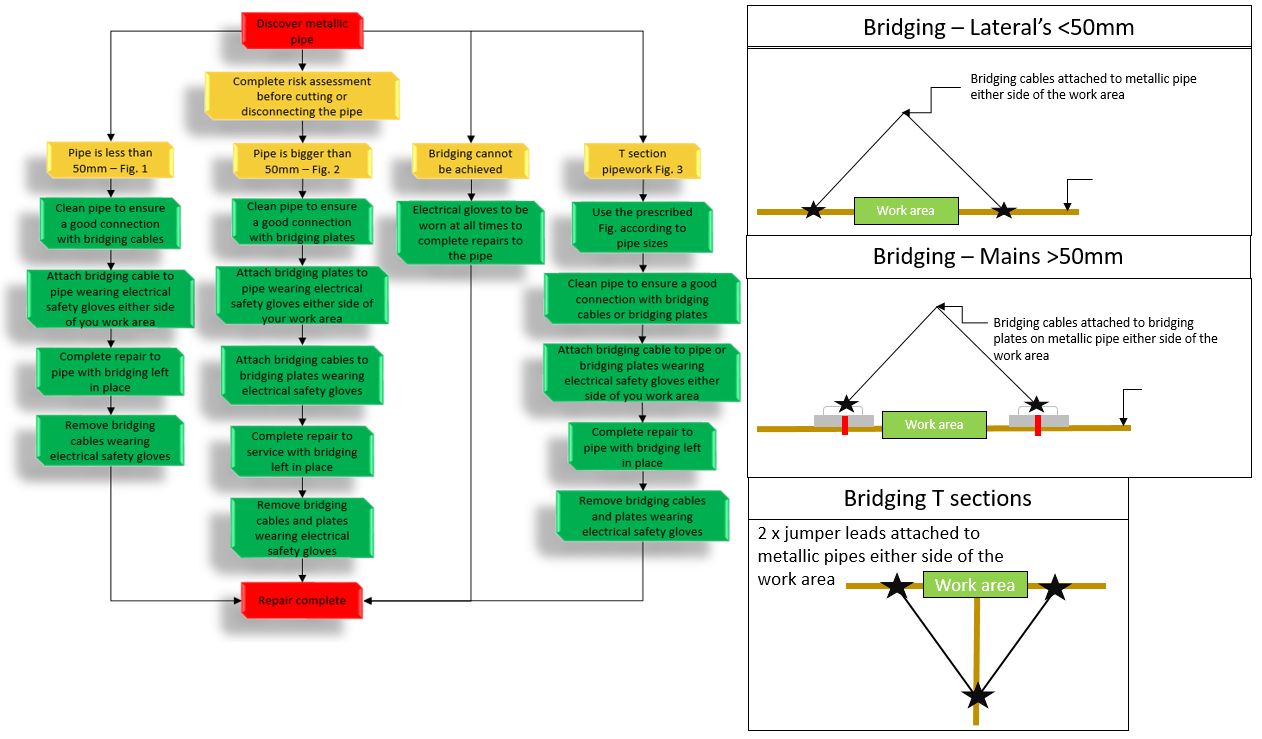 Discover metallic
pipe
Complete risk assessment
before cutting or
disconnecting the pipe
Pipe is less than
50mm – Fig. 1
Clean pipe to ensure
a good connection
with bridging cables
Attach bridging cable to
pipe wearing electrical
safety gloves either side
of you work area
Complete repair to
pipe with bridging left
in place
Remove bridging
cables wearing
electrical safety gloves
Pipe is bigger than
50mm – Fig. 2
Clean pipe to ensure
a good connection
with bridging plates
Attach bridging plates to
pipe wearing electrical
safety gloves either side of
your work area
Attach bridging cables to
bridging plates wearing
electrical safety gloves
Complete repair to
service with bridging
left in place
Remove bridging
cables and plates
wearing electrical
safety gloves
Bridging cannot
be achieved
Electrical gloves to be
worn at all times to
complete repairs to
the pipe
T section
pipework Fig. 3
Use the prescribed
Fig. according to
pipe sizes
Clean pipe to ensure a good
connection with bridging
cables or bridging plates
Attach bridging cable to pipe or
bridging plates wearing
electrical safety gloves either
side of you work area
Complete repair to
pipe with bridging left
in place
Remove bridging cables
and plates wearing
electrical safety gloves
Repair complete
Bridging – Lateral's <50mm
Bridging cables attached to metallic pipe
either side of the work area
Work area
Bridging – Mains >50mm
Bridging cables attached to bridging
plates on metallic pipe either side of the
work area
Work area
Bridging T sections
2 x jumper leads attached to
metallic pipes either side of the
work area
Work area